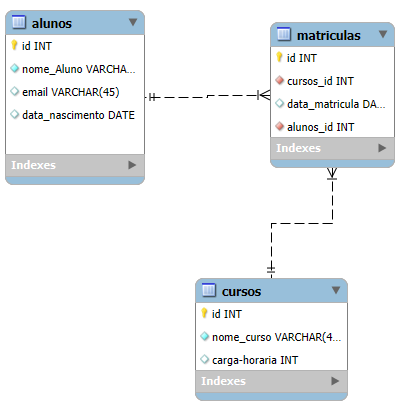 alunos
id INT
nome_Aluno VARCHA...
email VARCHAR(45)
data_nascimento DATE
Indexes
matriculas
id INT
cursos_id INT
data_matricula DA...
alunos_id INT
Indexes
cursos
id INT
nome_curso VARCHAR(4...
carga-horaria INT
Indexes